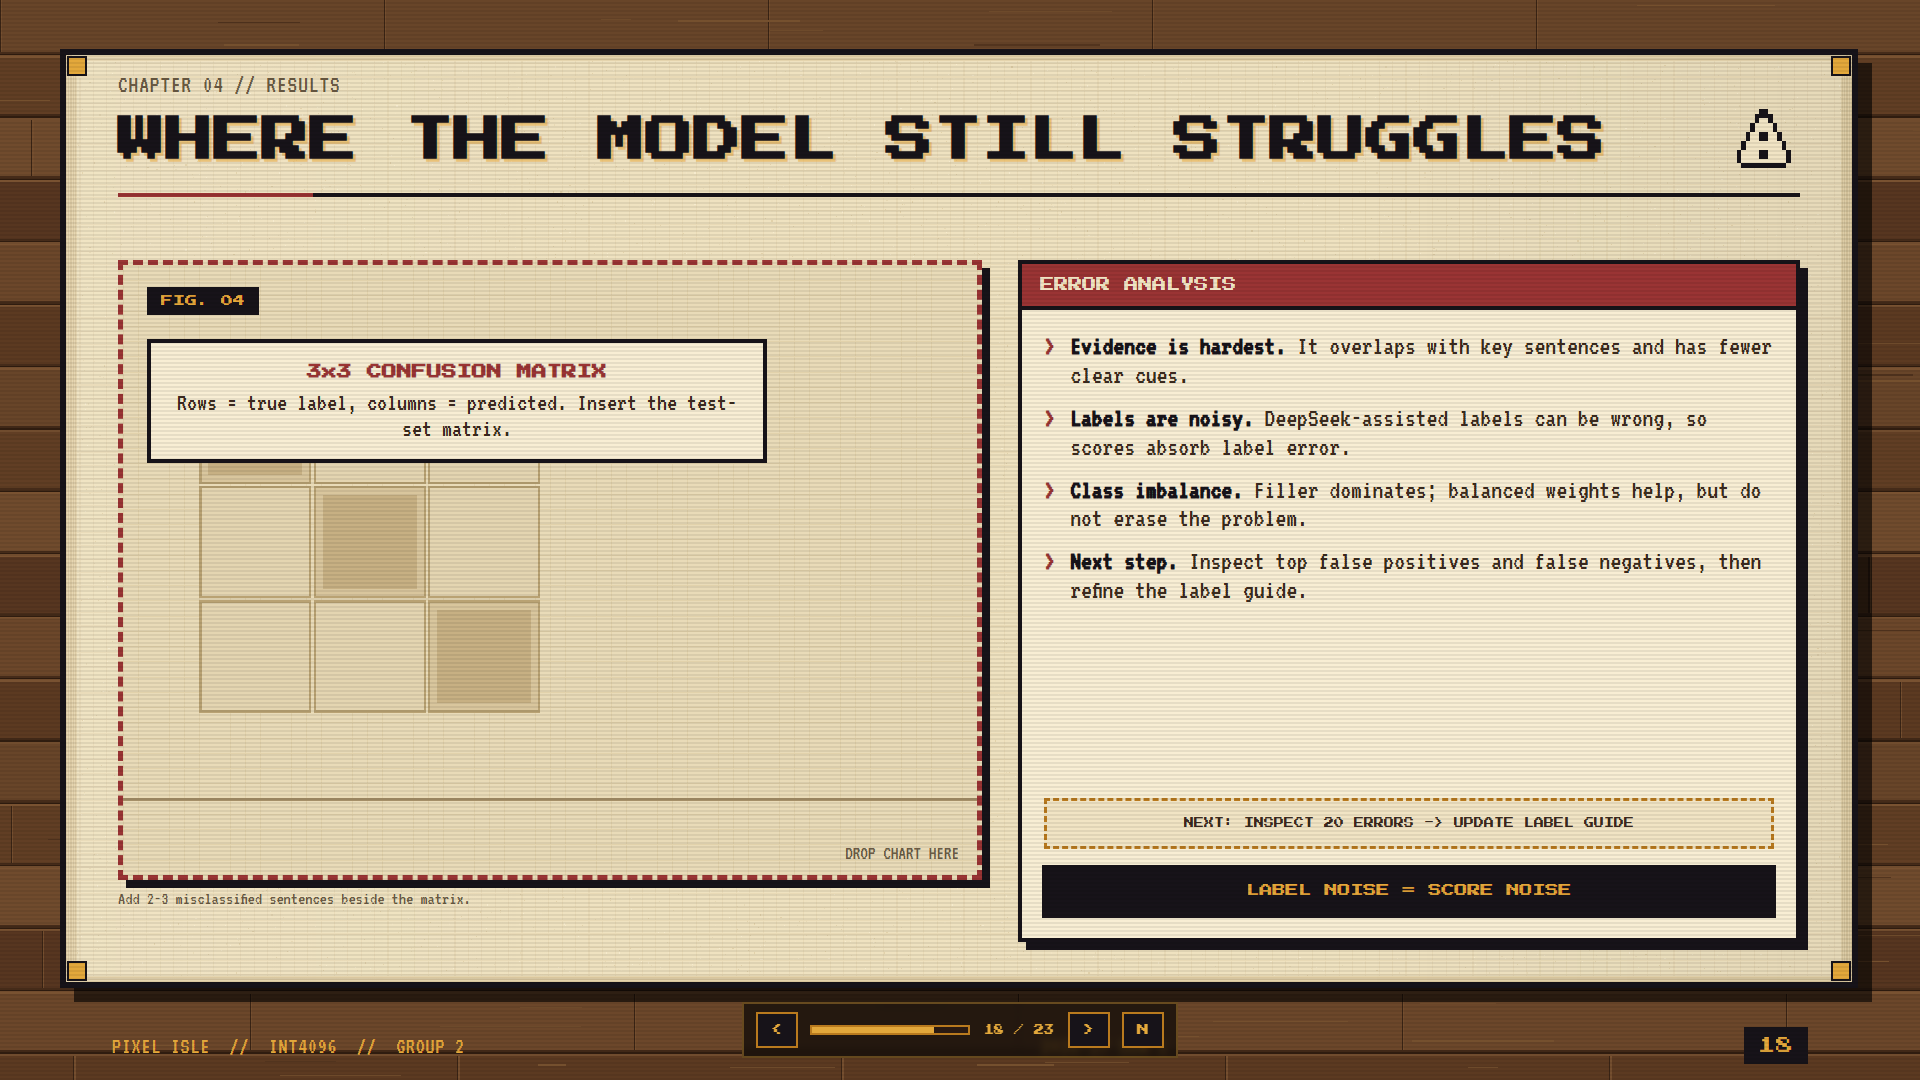 CHAPTER 04 // RESULTS
WHERE THE MODEL STILL STRUGGLES
FIG. 04
3x3 CONFUSION MATRIX
Rows = true label, columns = predicted. Insert the test-
set matrix.
DROP CHART HERE
Add 2-3 misclassified sentences beside the matrix.
ERROR ANALYSIS
Evidence is hardest. It overlaps with key sentences and has fewer
clear cues.
Labels are noisy. DeepSeek-assisted labels can be wrong, so
scores absorb label error.
Class imbalance. Filler dominates; balanced weights help, but do
not erase the problem.
Next step. Inspect top false positives and false negatives, then
refine the label guide.
NEXT: INSPECT 20 ERRORS -> UPDATE LABEL GUIDE
LABEL NOISE = SCORE NOISE
PIXEL ISLE // INT4096 // GROUP 2
< 18 / 23 > N
18